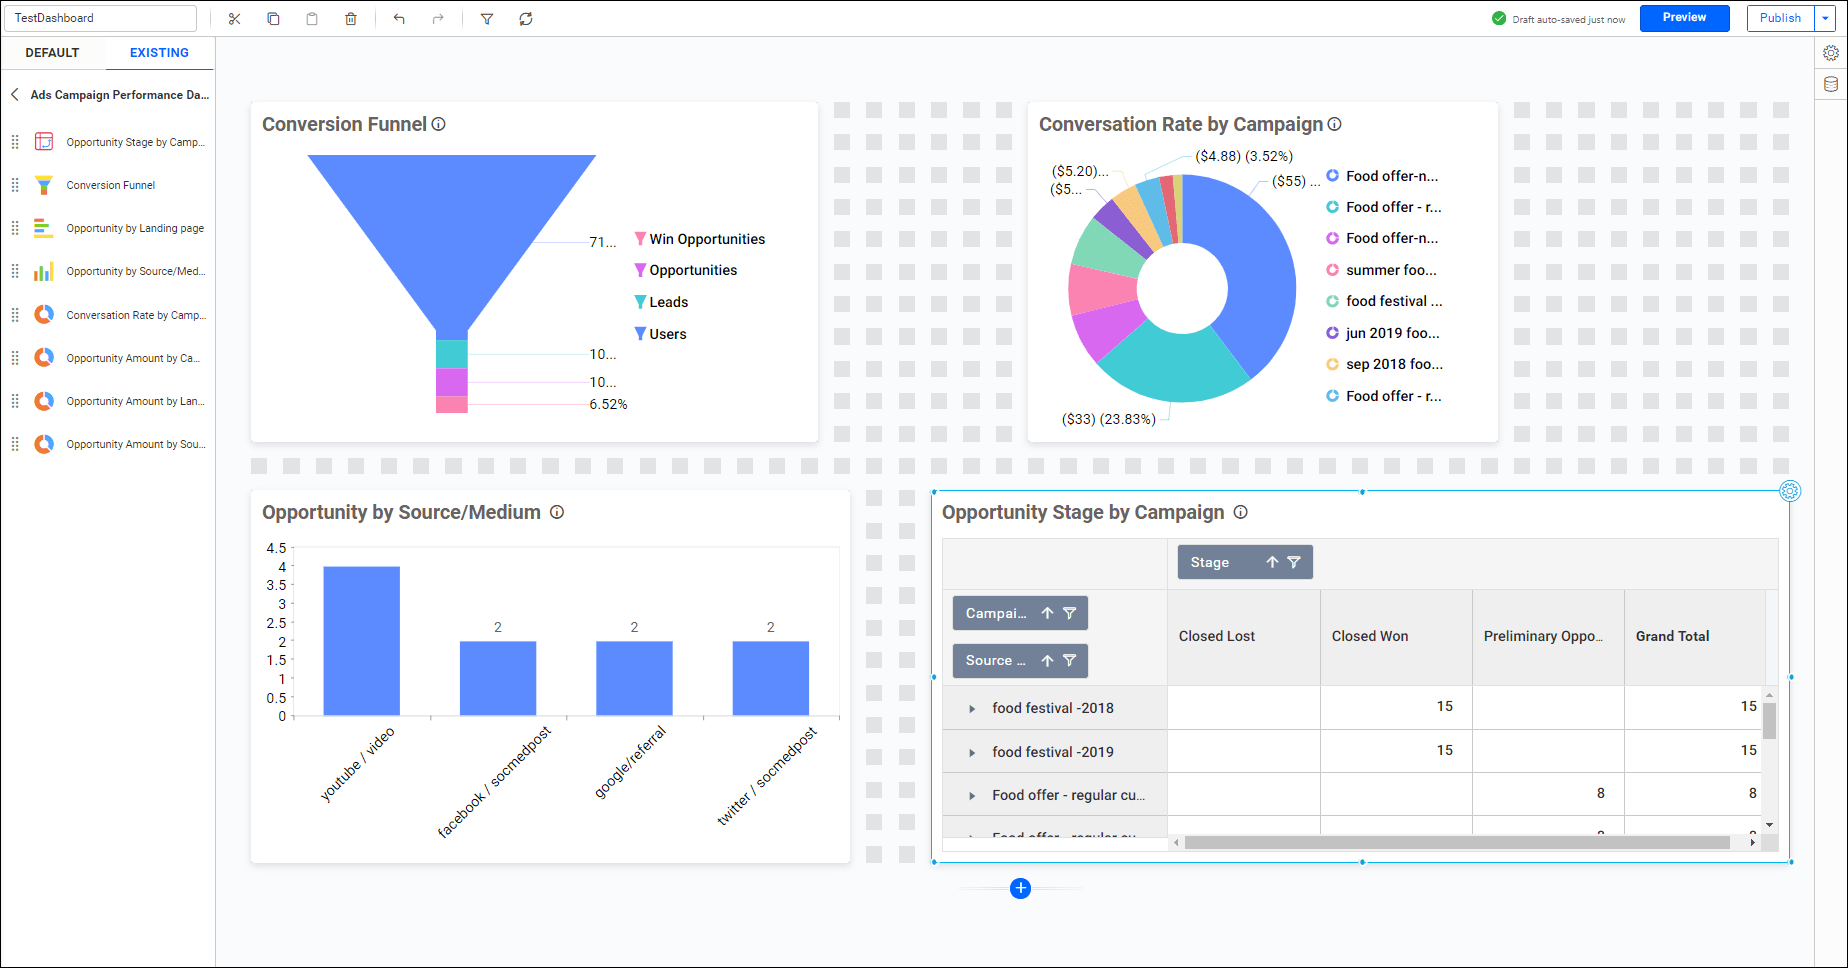 TestDashboard
Draft auto-saved just now
Preview
Publish
DEFAULT
EXISTING
Ads Campaign Performance Da...
Opportunity Stage by Camp...
Conversion Funnel
Opportunity by Landing page
Opportunity by Source/Med...
Conversation Rate by Camp...
Opportunity Amount by Ca...
Opportunity Amount by Lan...
Opportunity Amount by Sou...
Conversion Funnel
71...
10...
10...
6.52%
Win Opportunities
Opportunities
Leads
Users
Conversation Rate by Campaign
($4.88) (3.52%)
($5.20)...
($5...
($55) ...
($33) (23.83%)
Food offer-n...
Food offer - r...
Food offer-n...
summer foo...
food festival ...
jun 2019 foo...
sep 2018 foo...
Food offer - r...
Opportunity by Source/Medium
4.5
4
3.5
3
2.5
2
1.5
1
0.5
0
2
2
2
youtube / video
facebook / socmedpost
google/referral
twitter / socmedpost
Opportunity Stage by Campaign
Stage
Campai...
Source ...
Closed Lost
Closed Won
Preliminary Oppo...
Grand Total
food festival -2018
15
15
food festival -2019
15
15
Food offer - regular cu...
8
8
Food offer - regular cu...